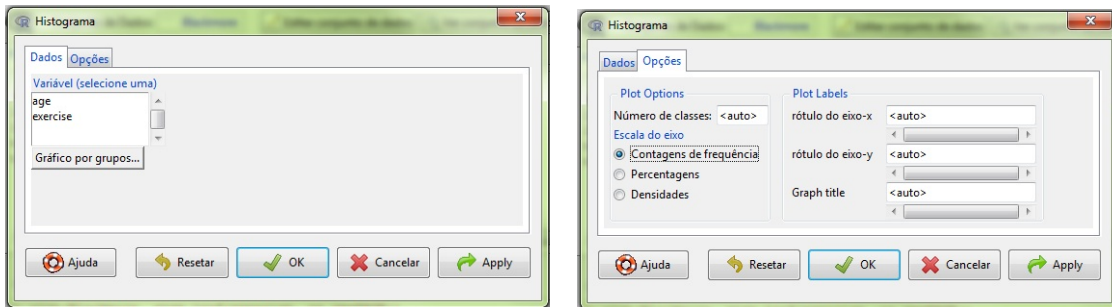 Histograma
Dados Opções
Variável (selecione uma)
age
exercise
Gráfico por grupos...
Ajuda Resetar OK Cancelar Apply
Histograma
Dados Opções
Plot Options
Número de classes: <auto>
Escala do eixo
Contagens de frequência
Percentagens
Densidades
Plot Labels
rótulo do eixo-x <auto>
rótulo do eixo-y <auto>
Graph title <auto>
Ajuda Resetar OK Cancelar Apply